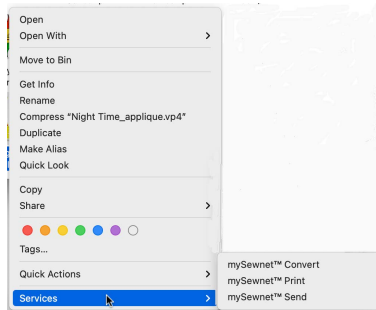 Open
Open With
Move to Bin
Get Info
Rename
Compress “Night Time_applique.vp4”
Duplicate
Make Alias
Quick Look
Copy
Share
Tags...
Quick Actions
Services
mySewnet™ Convert
mySewnet™ Print
mySewnet™ Send